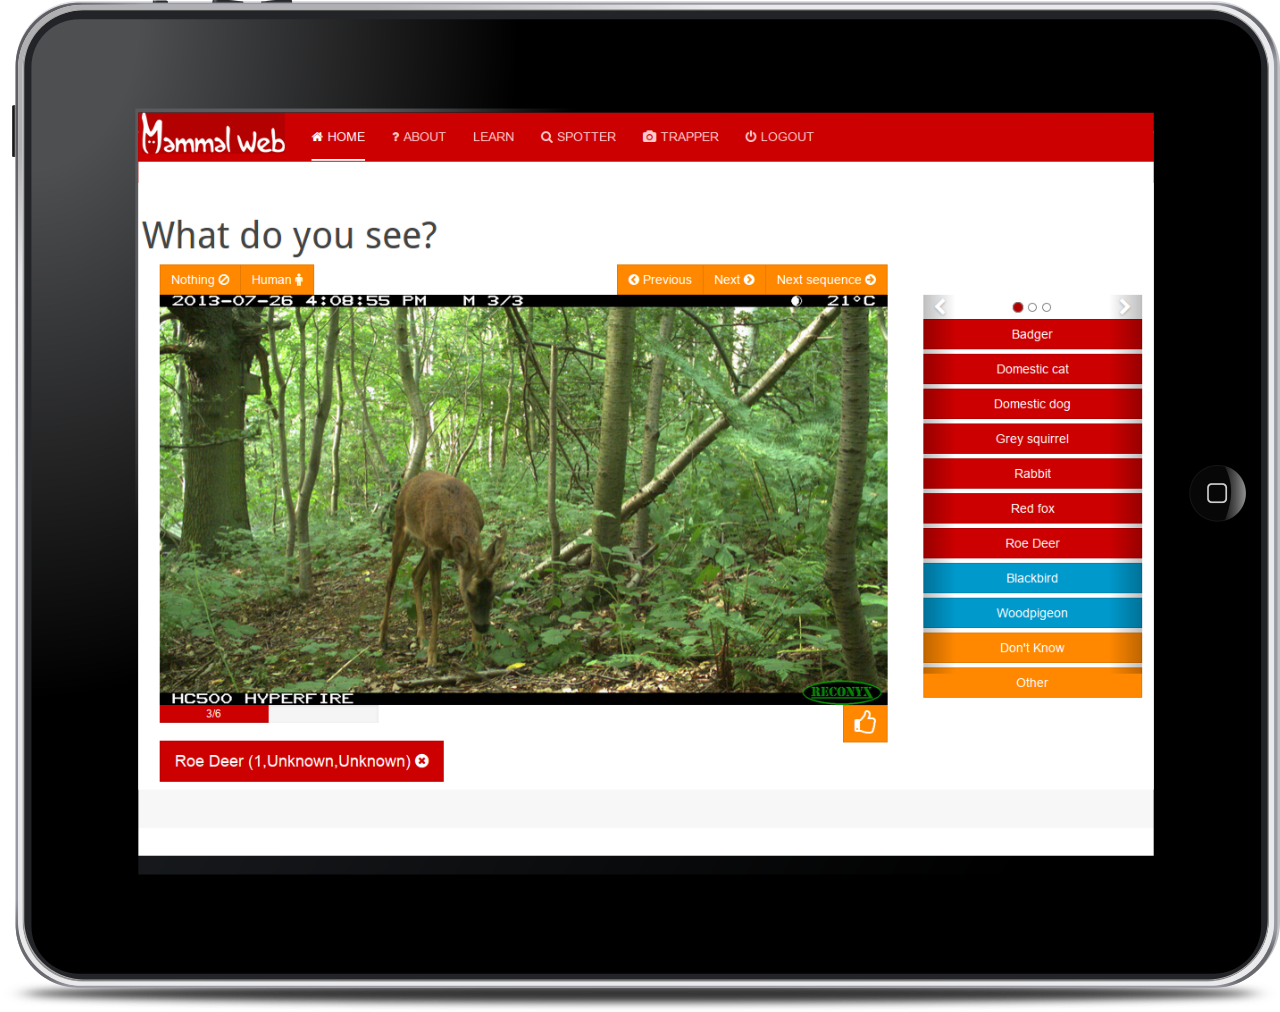 Mammal Web
HOME
? ABOUT
LEARN
SPOTTER
TRAPPER
LOGOUT
What do you see?
Nothing
Human
Previous
Next
Next sequence
2013-07-26 4:08:55 PM M 3/3 21°C
HC500 HYPERFIRE
RECONYX
3/6
Roe Deer (1,Unknown,Unknown)
Badger
Domestic cat
Domestic dog
Grey squirrel
Rabbit
Red fox
Roe Deer
Blackbird
Woodpigeon
Don't Know
Other